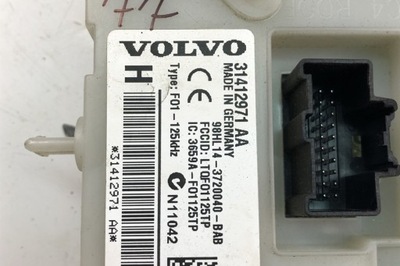 VOLVO
H
Type: F01-125kHz
CE
31412971 AA
MADE IN GERMANY
98HL14-3720040-BAB
FCCID: LTQF01125TP
IC: 3659A-F01125TP
N11042
*31412971 AA*